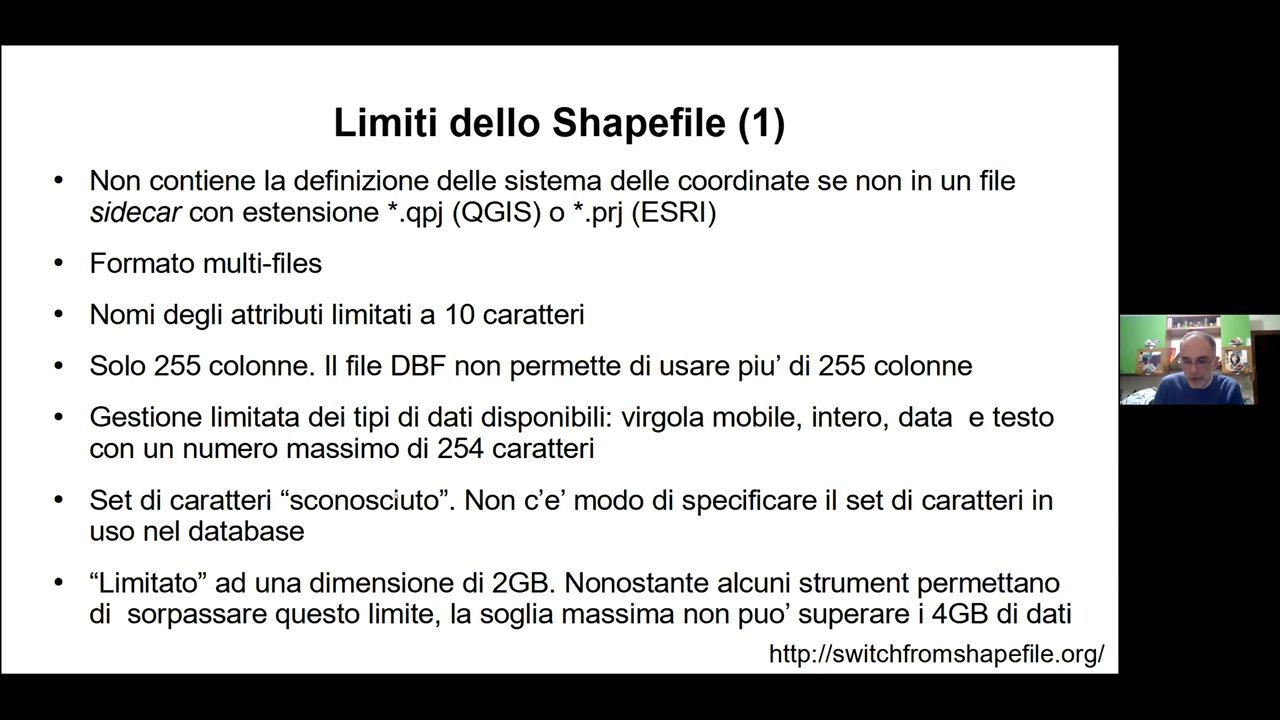 Limiti dello Shapefile (1)
• Non contiene la definizione delle sistema delle coordinate se non in un file
sidecar con estensione *.qpj (QGIS) o *.prj (ESRI)
• Formato multi-files
• Nomi degli attributi limitati a 10 caratteri
• Solo 255 colonne. Il file DBF non permette di usare piu’ di 255 colonne
• Gestione limitata dei tipi di dati disponibili: virgola mobile, intero, data  e testo
con un numero massimo di 254 caratteri
• Set di caratteri “sconosciuto”. Non c’e’ modo di specificare il set di caratteri in
uso nel database
• “Limitato” ad una dimensione di 2GB. Nonostante alcuni strument permettano
di  sorpassare questo limite, la soglia massima non puo’ superare i 4GB di dati
http://switchfromshapefile.org/